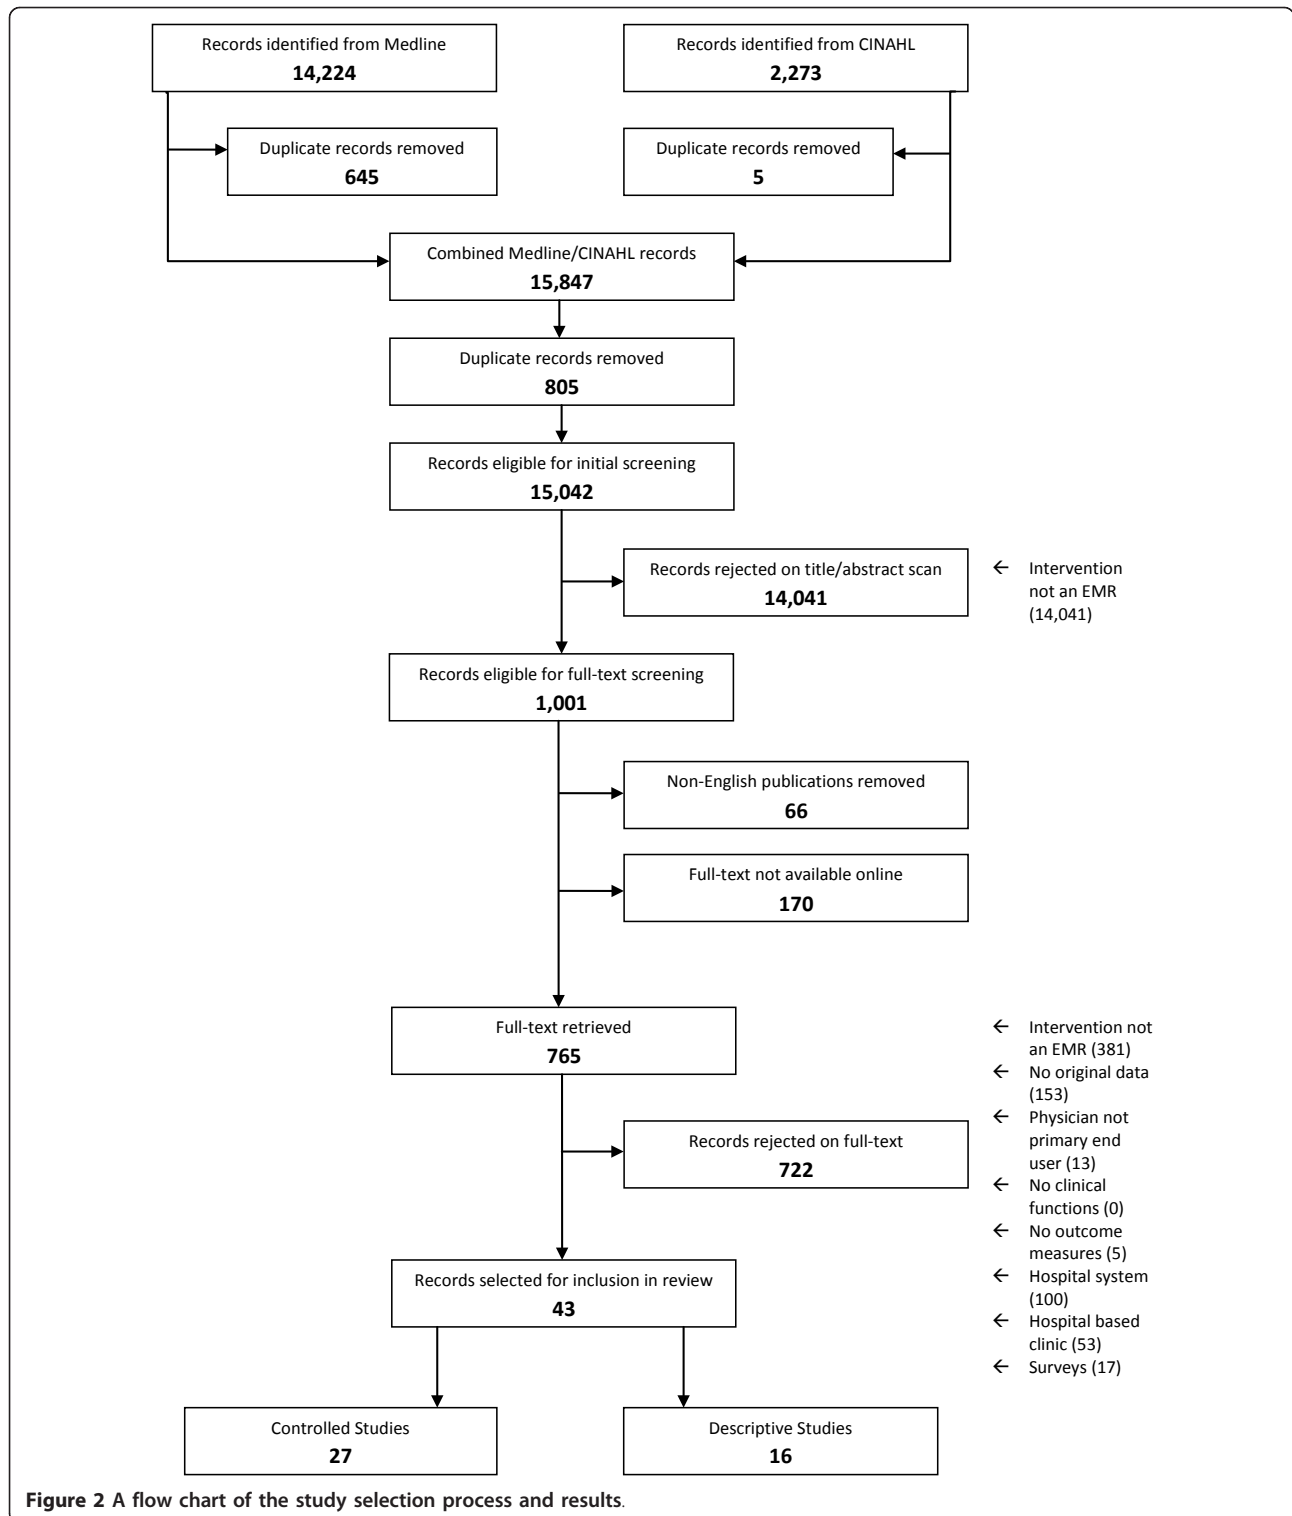 Records identified from Medline
14,224
Records identified from CINAHL
2,273
Duplicate records removed
645
Duplicate records removed
5
Combined Medline/CINAHL records
15,847
Duplicate records removed
805
Records eligible for initial screening
15,042
Records rejected on title/abstract scan
14,041
← Intervention
not an EMR
(14,041)
Records eligible for full-text screening
1,001
Non-English publications removed
66
Full-text not available online
170
Full-text retrieved
765
Records rejected on full-text
722
← Intervention not
an EMR (381)
← No original data
(153)
← Physician not
primary end
user (13)
← No clinical
functions (0)
← No outcome
measures (5)
← Hospital system
(100)
← Hospital based
clinic (53)
← Surveys (17)
Records selected for inclusion in review
43
Controlled Studies
27
Descriptive Studies
16
Figure 2 A flow chart of the study selection process and results.